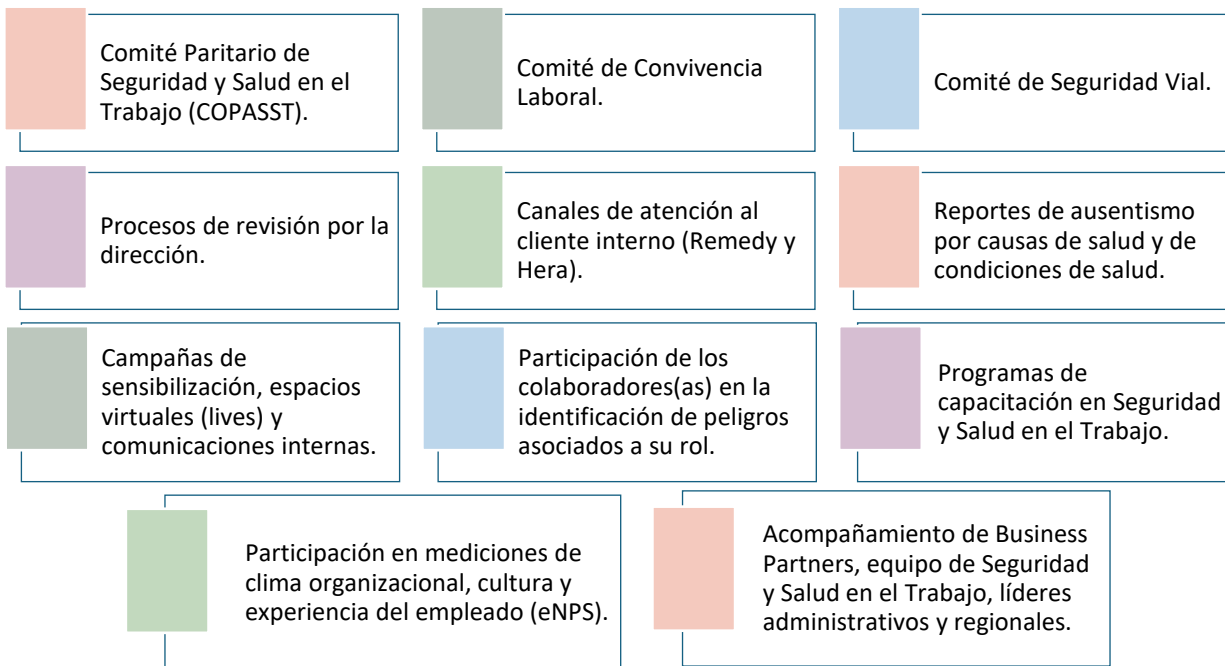 Comité Paritario de
Seguridad y Salud en el
Trabajo (COPASST).
Comité de Convivencia
Laboral.
Comité de Seguridad Vial.
Procesos de revisión por la
dirección.
Canales de atención al
cliente interno (Remedy y
Hera).
Reportes de ausentismo
por causas de salud y de
condiciones de salud.
Campañas de
sensibilización, espacios
virtuales (lives) y
comunicaciones internas.
Participación de los
colaboradores(as) en la
identificación de peligros
asociados a su rol.
Programas de
capacitación en Seguridad
y Salud en el Trabajo.
Participación en mediciones de
clima organizacional, cultura y
experiencia del empleado (eNPS).
Acompañamiento de Business
Partners, equipo de Seguridad
y Salud en el Trabajo, líderes
administrativos y regionales.